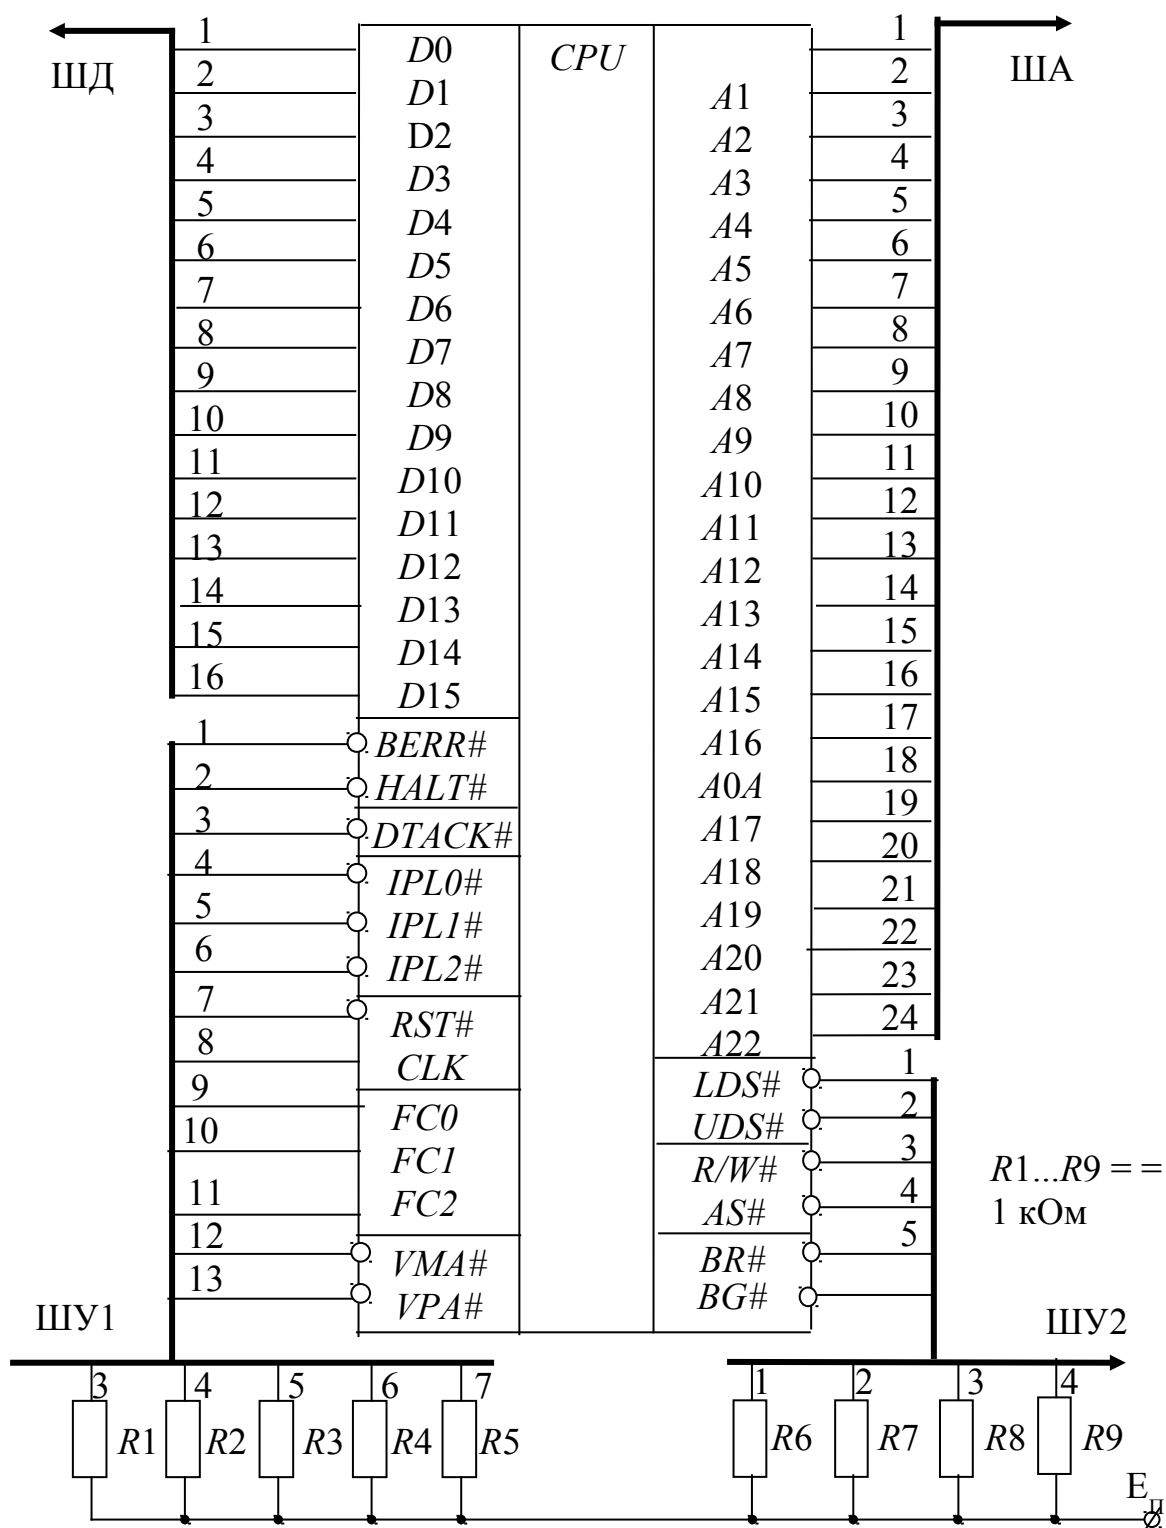 1 D0 CPU 1
ШД 2 D1 A1 2 ША
3 D2 A2 3
4 D3 A3 4
5 D4 A4 5
6 D5 A5 6
7 D6 A6 7
8 D7 A7 8
9 D8 A8 9
10 D9 A9 10
11 D10 A10 11
12 D11 A11 12
13 D12 A12 13
14 D13 A13 14
15 D14 A14 15
16 D15 A15 16
1 BERR# A16 17
2 HALT# A0A 18
3 DTACK# A17 19
4 IPL0# A18 20
5 IPL1# A19 21
6 IPL2# A20 22
7 RST# A21 23
8 CLK A22 24
9 FC0 LDS# 1
10 FC1 UDS# 2
11 FC2 R/W# 3
12 VMA# AS# 4
13 VPA# BR# 5
BG#
R1...R9 = =
1 кОм
ШУ1 ШУ2
3 4 5 6 7 1 2 3 4
R1 R2 R3 R4 R5 R6 R7 R8 R9
Еп